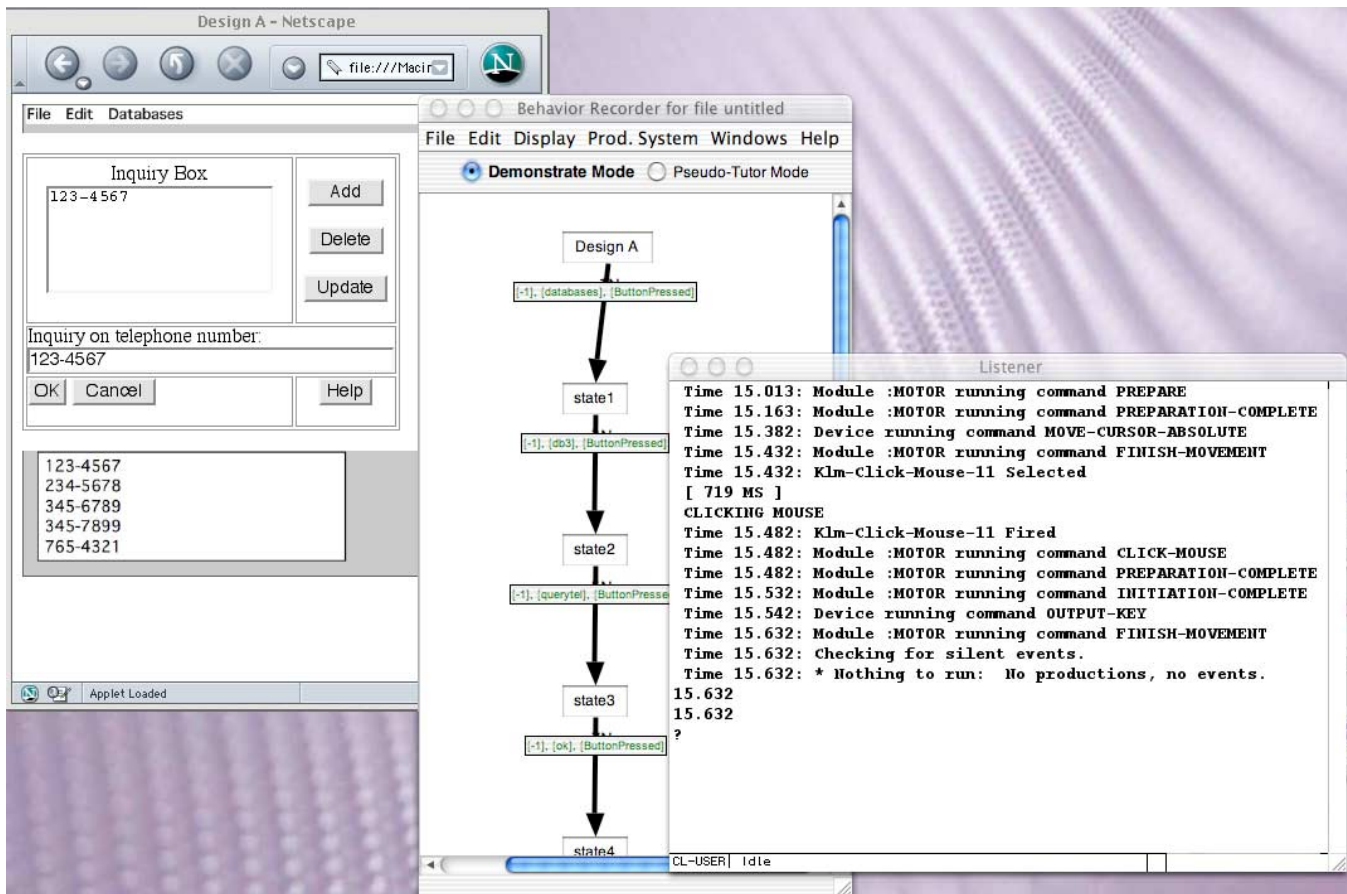 Design A - Netscape
file:///Macin
N
File Edit Databases
Inquiry Box
123-4567
Add
Delete
Update
Inquiry on telephone number:
123-4567
OK Cancel Help
123-4567
234-5678
345-6789
345-7899
765-4321
Applet Loaded
Behavior Recorder for file untitled
File Edit Display Prod. System Windows Help
Demonstrate Mode Pseudo-Tutor Mode
Design A
[-1], [databases], [ButtonPressed]
state1
[-1], [db3], [ButtonPressed]
state2
[-1], [querytel], [ButtonPresse
state3
[-1], [ok], [ButtonPressed]
state4
Listener
Time 15.013: Module :MOTOR running command PREPARE
Time 15.163: Module :MOTOR running command PREPARATION-COMPLETE
Time 15.382: Device running command MOVE-CURSOR-ABSOLUTE
Time 15.432: Module :MOTOR running command FINISH-MOVEMENT
Time 15.432: Klm-Click-Mouse-11 Selected
[ 719 MS ]
CLICKING MOUSE
Time 15.482: Klm-Click-Mouse-11 Fired
Time 15.482: Module :MOTOR running command CLICK-MOUSE
Time 15.482: Module :MOTOR running command PREPARATION-COMPLETE
Time 15.532: Module :MOTOR running command INITIATION-COMPLETE
Time 15.542: Device running command OUTPUT-KEY
Time 15.632: Module :MOTOR running command FINISH-MOVEMENT
Time 15.632: Checking for silent events.
Time 15.632: * Nothing to run: No productions, no events.
15.632
15.632
?
CL-USER| Idle